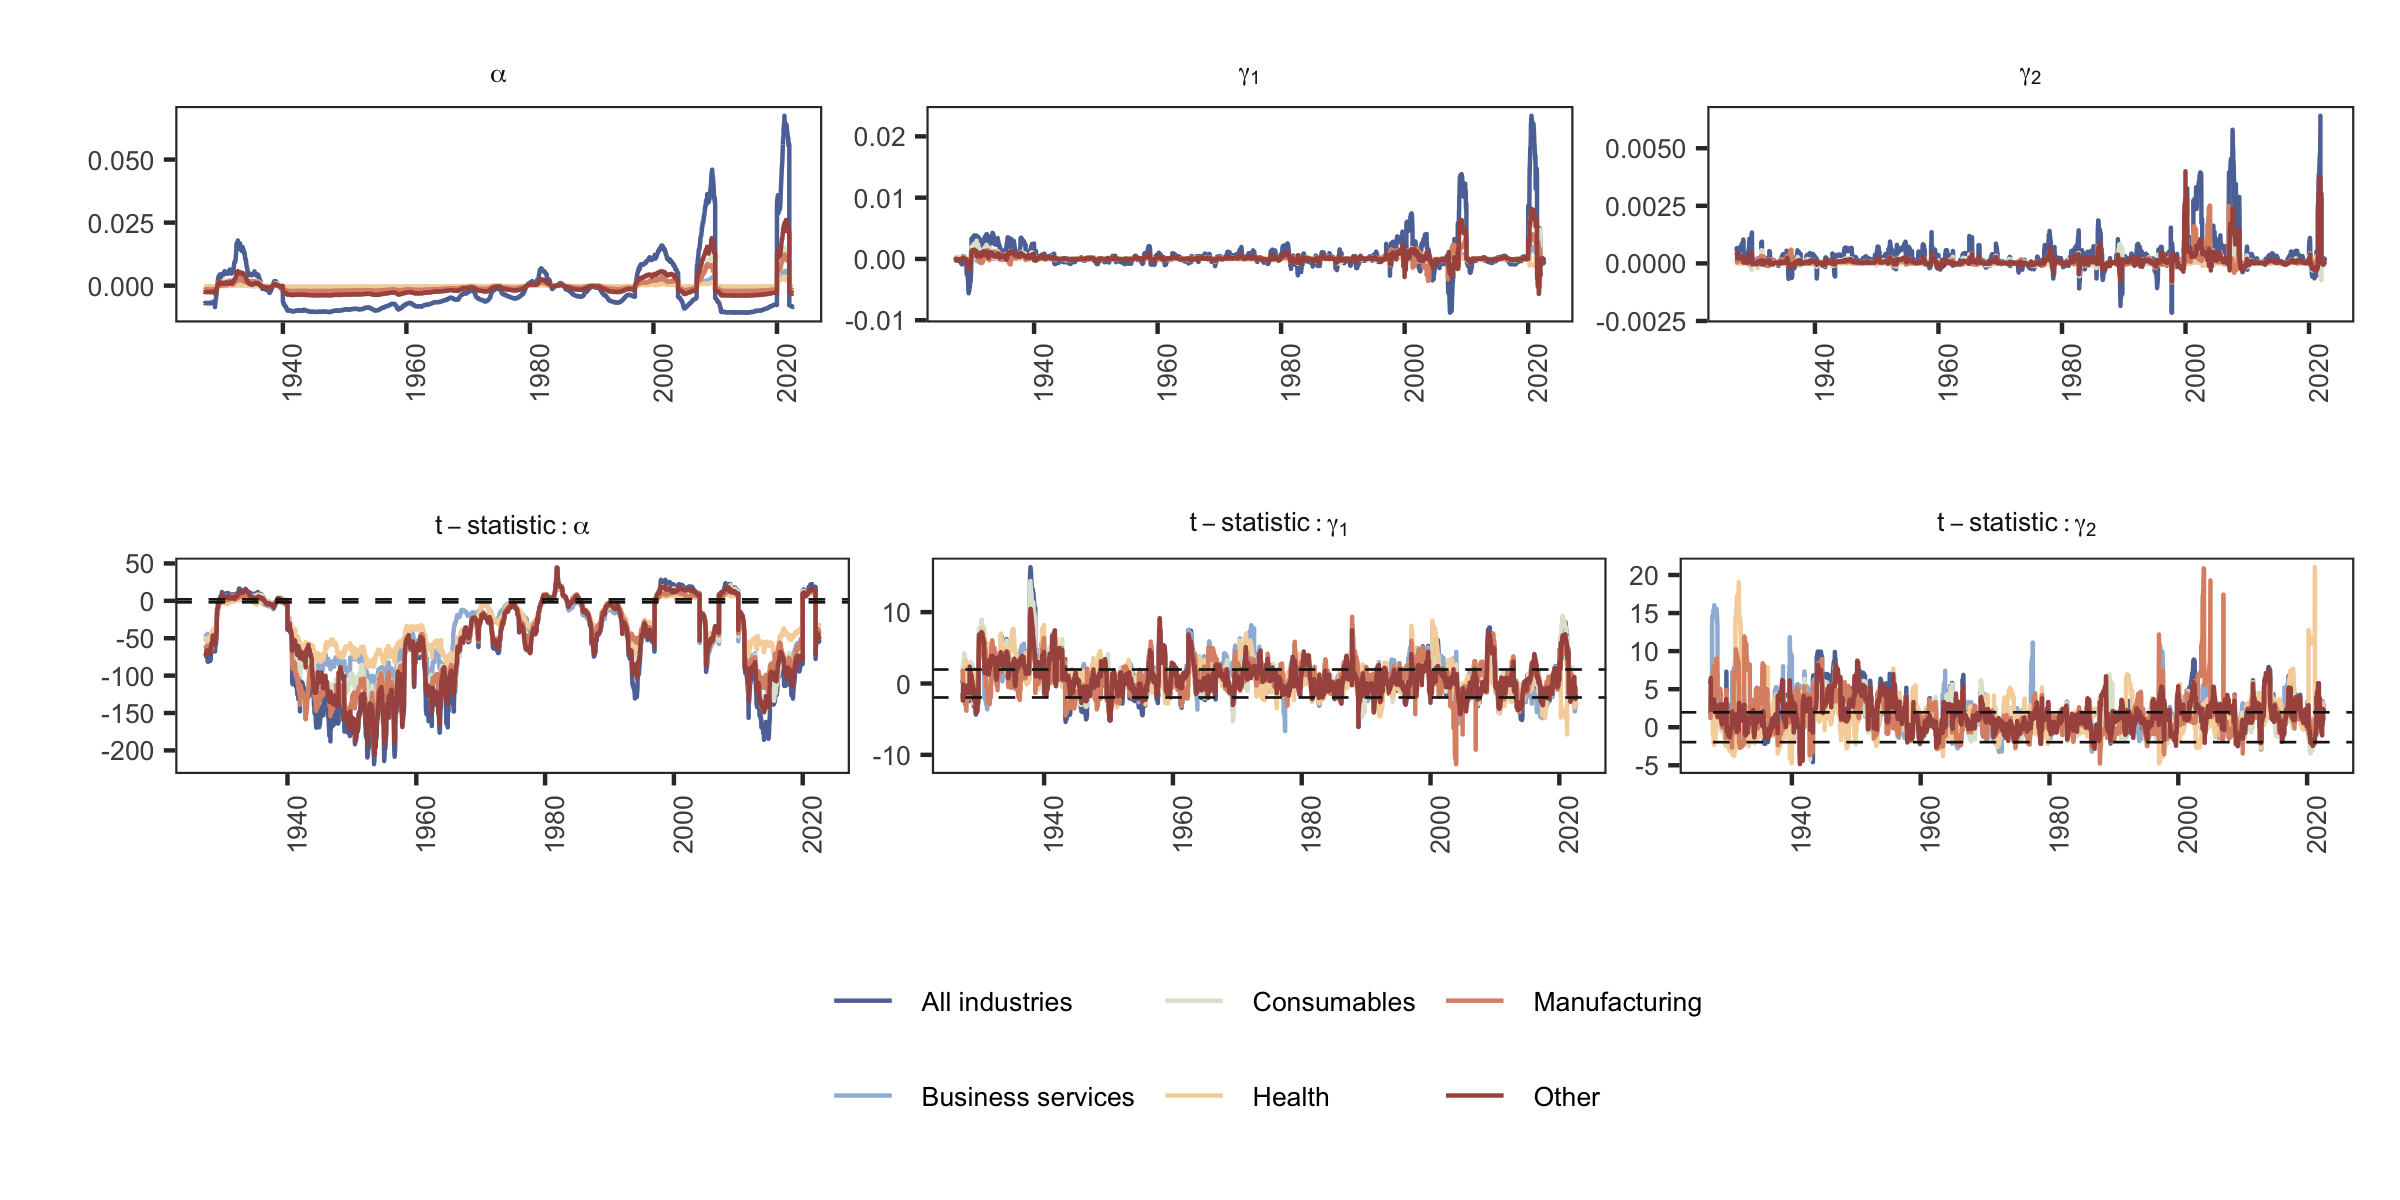 α
γ1
γ2
0.050
0.025
0.000
0.02
0.01
0.00
-0.01
0.0050
0.0025
0.0000
-0.0025
1940 1960 1980 2000 2020
1940 1960 1980 2000 2020
1940 1960 1980 2000 2020
t – statistic : α
t – statistic : γ1
t – statistic : γ2
50
0
-50
-100
-150
-200
10
0
-10
20
15
10
5
0
-5
1940 1960 1980 2000 2020
1940 1960 1980 2000 2020
1940 1960 1980 2000 2020
All industries
Consumables
Manufacturing
Business services
Health
Other